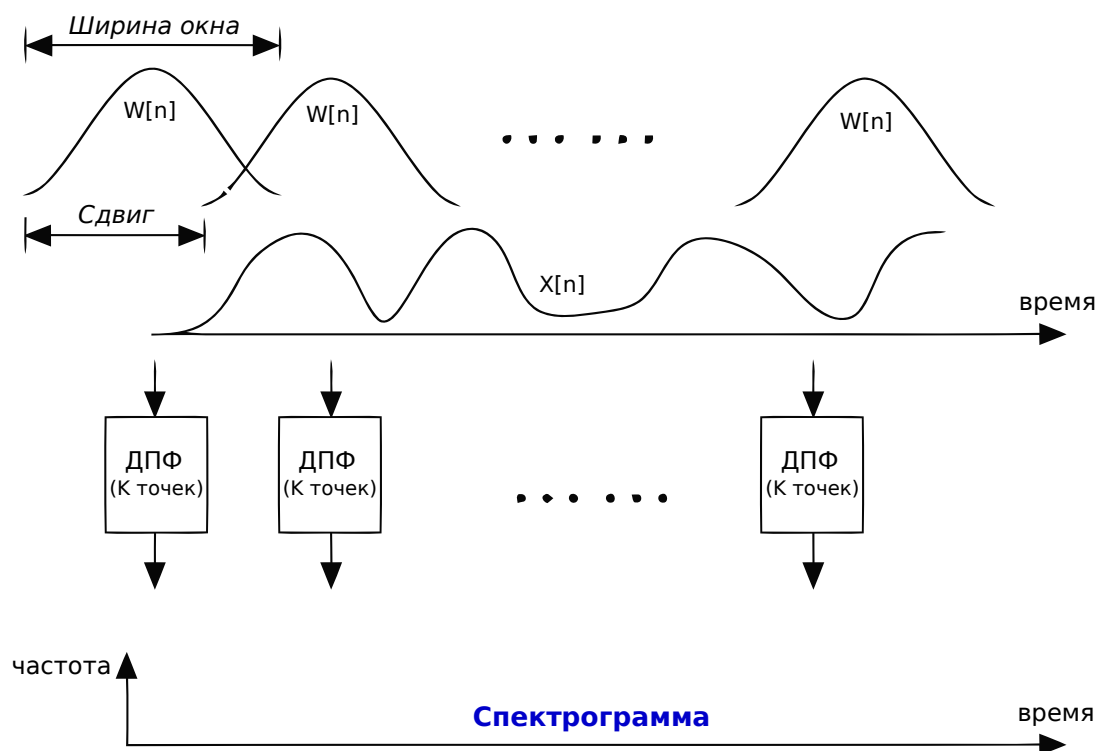 Ширина окна
W[n]
W[n]
W[n]
Сдвиг
X[n]
время
ДПФ
(K точек)
ДПФ
(K точек)
ДПФ
(K точек)
частота
Спектрограмма
время